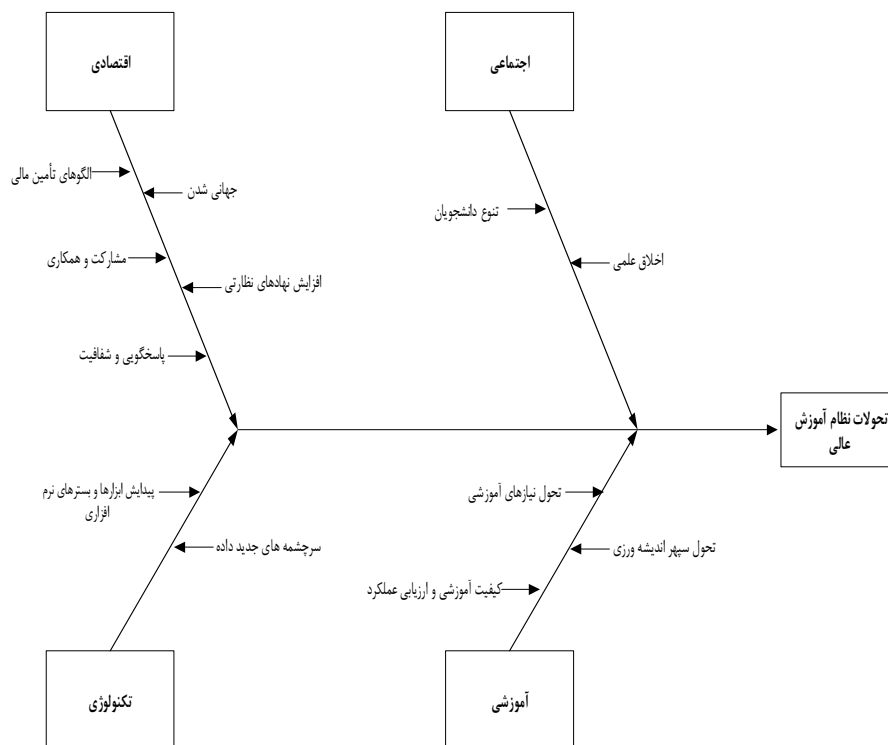 اجتماعی
اقتصادی
الگوهای تأمین مالی
جهانی شدن
تنوع دانشجویان
مشارکت و همکاری
اخلاق علمی
افزایش نهادهای نظارتی
پاسخگویی و شفافیت
تحولات نظام آموزش
عالی
تحول نیازهای آموزشی
پیدایش ابزارها و بسترهای نرم
افزاری
تحول سپهر اندیشه ورزی
سرچشمه های جدید داده
کیفیت آموزشی و ارزیابی عملکرد
آموزشی
تکنولوژی